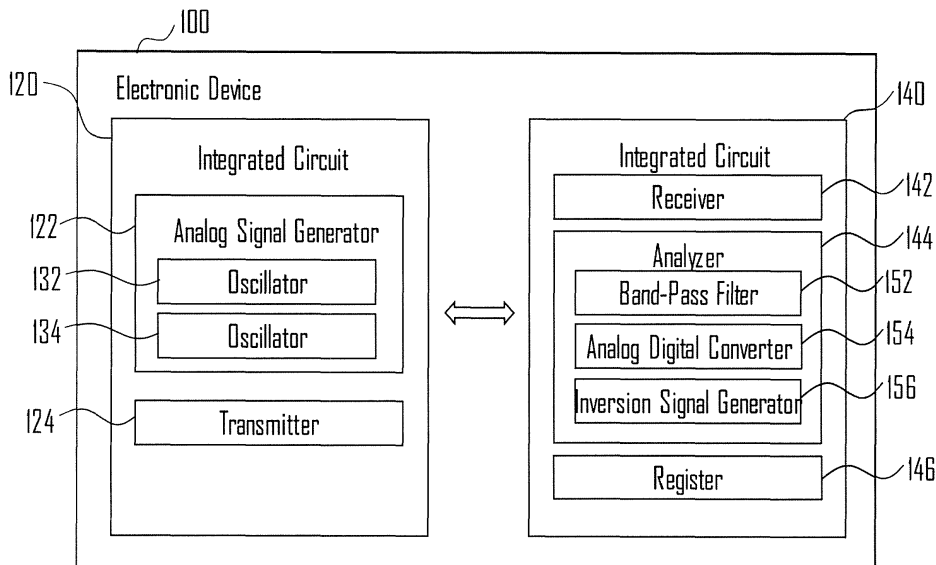 100
120
Electronic Device
140
Integrated Circuit
122
Analog Signal Generator
132
Oscillator
134
Oscillator
124
Transmitter
Integrated Circuit
Receiver
142
144
Analyzer
Band-Pass Filter
152
Analog Digital Converter
154
Inversion Signal Generator
156
Register
146